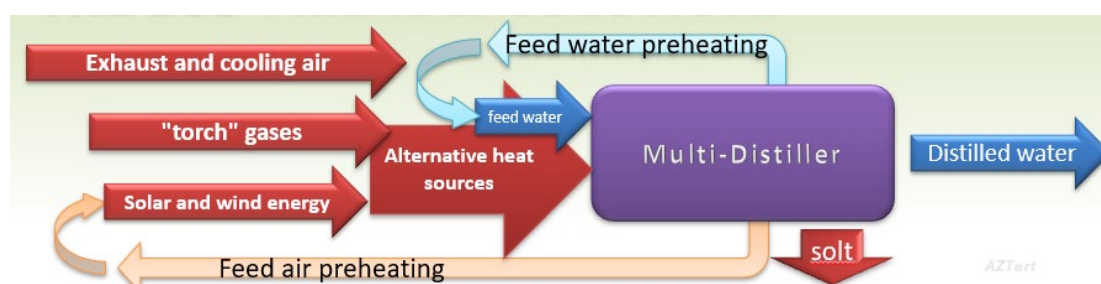 Feed water preheating
Exhaust and cooling air
feed water
"torch" gases
Alternative heat
sources
Multi-Distiller
Distilled water
Solar and wind energy
Feed air preheating
solt
AZTart